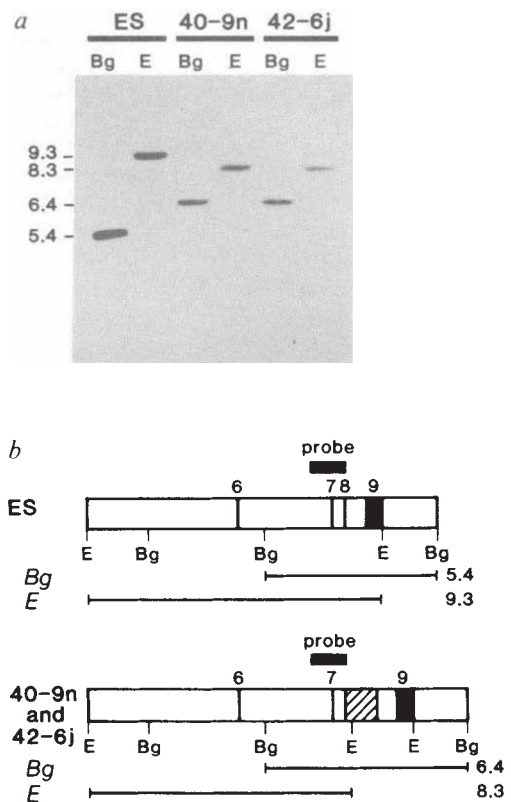 a
ES 40-9n 42-6j
Bg E Bg E Bg E
9.3
8.3
6.4
5.4
b
probe
6 7 8 9
ES
E Bg Bg E Bg
Bg 5.4
E 9.3
probe
6 7 9
40-9n
and
42-6j
E Bg Bg E E Bg
Bg 6.4
E 8.3